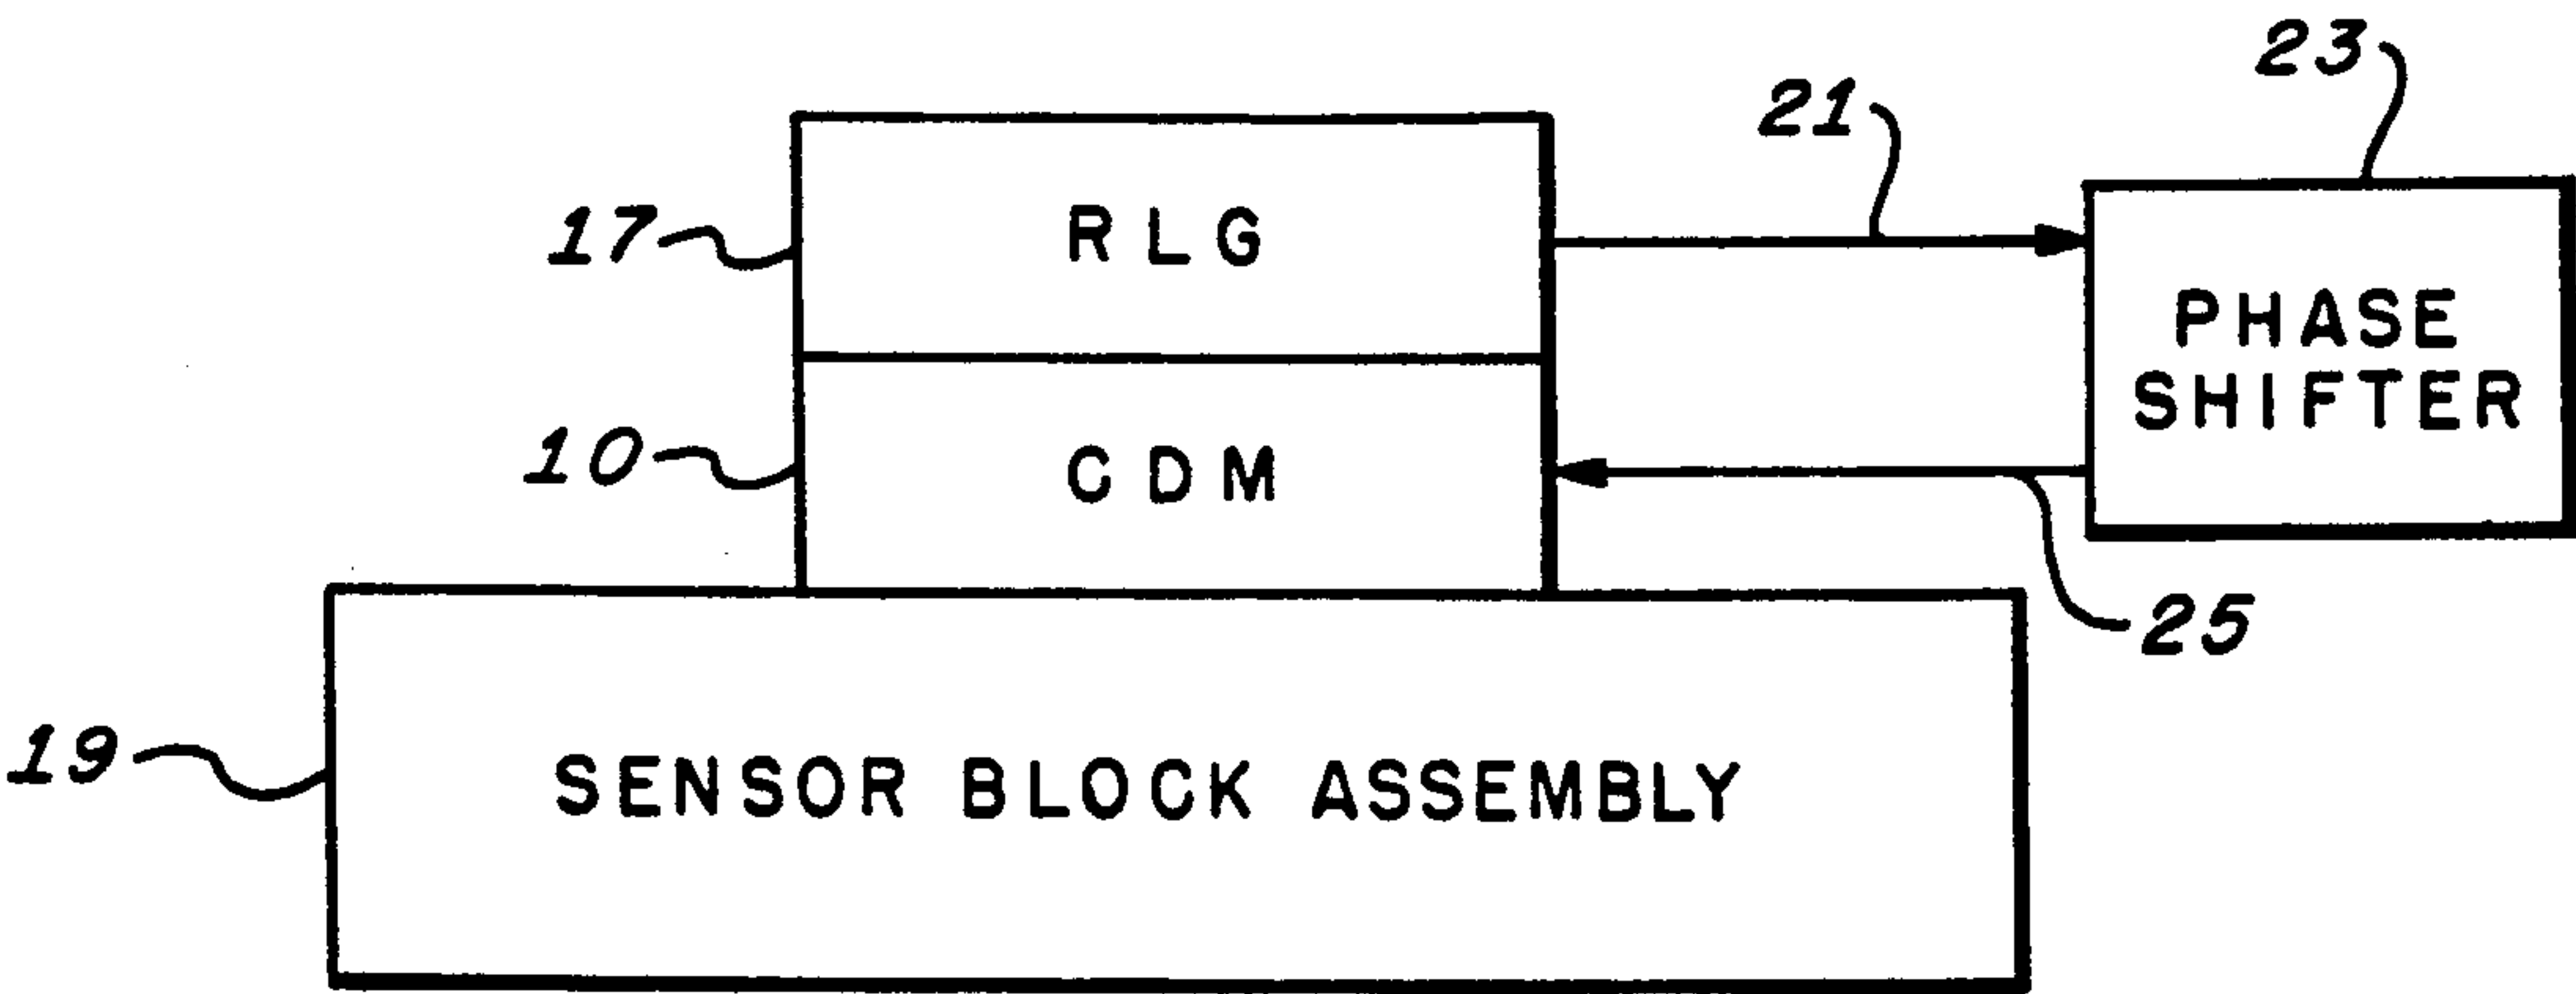 23
21
17
RLG
PHASE
SHIFTER
10
CDM
25
19
SENSOR BLOCK ASSEMBLY